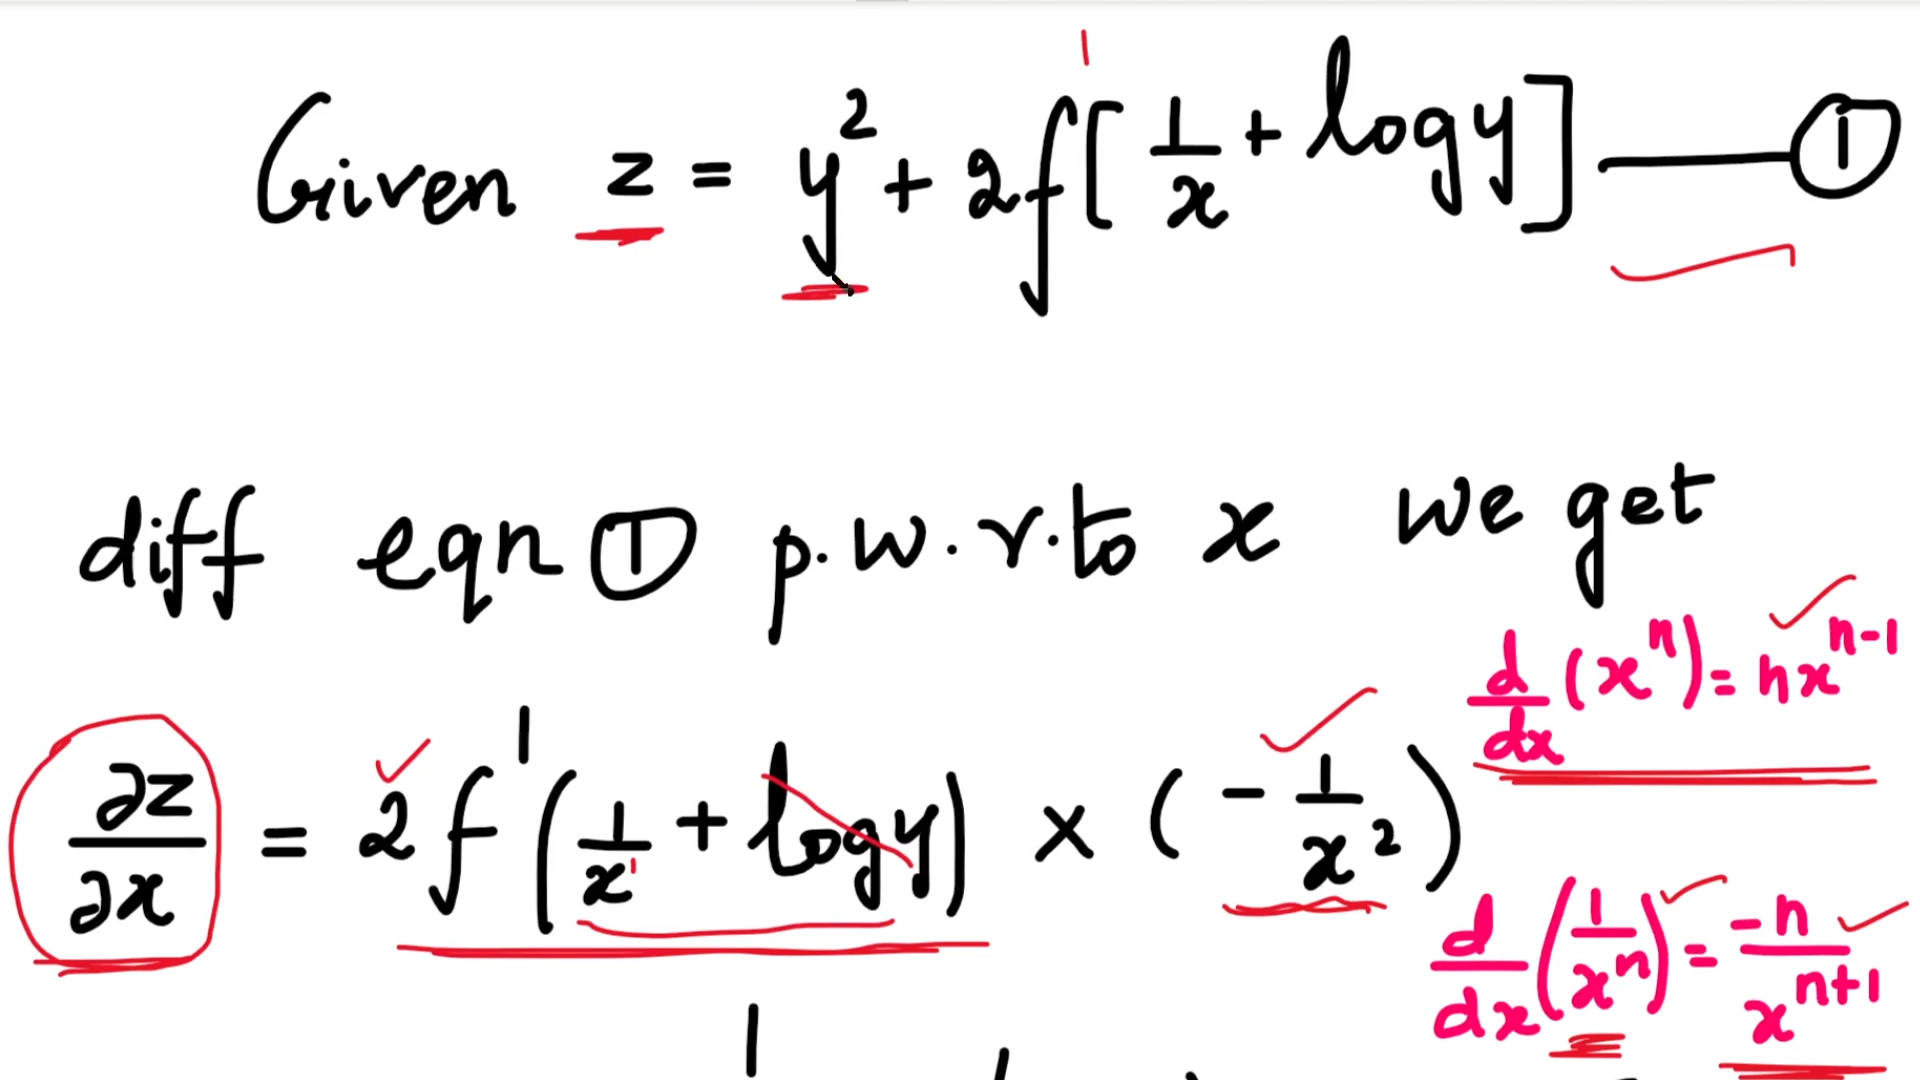 Given z = y² + 2f[1/x + log y] —— ①
diff eqn ① p.w.r.to x we get
d/dx (xⁿ) = nxⁿ⁻¹
∂z/∂x = 2f'(1/x + log y) × (-1/x²)
d/dx (1/xⁿ) = -n/xⁿ⁺¹